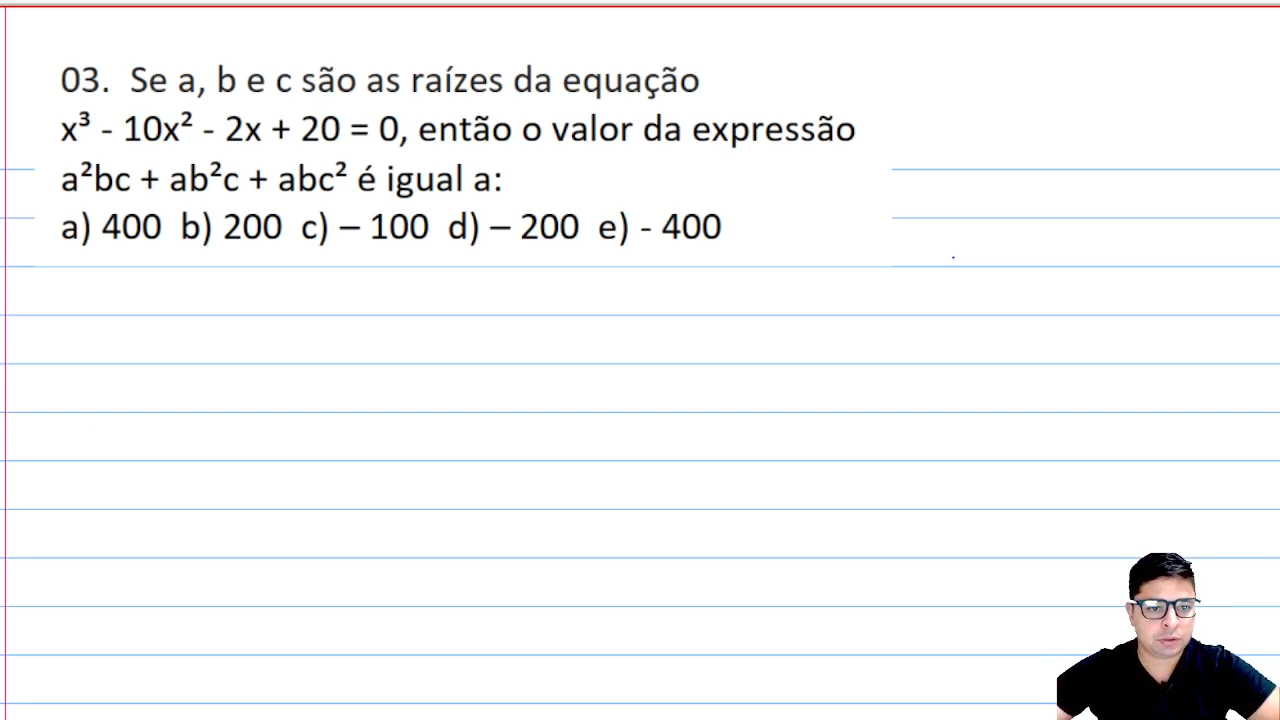 03. Se a, b e c são as raízes da equação
x³ - 10x² - 2x + 20 = 0, então o valor da expressão
a²bc + ab²c + abc² é igual a:
a) 400 b) 200 c) – 100 d) – 200 e) - 400